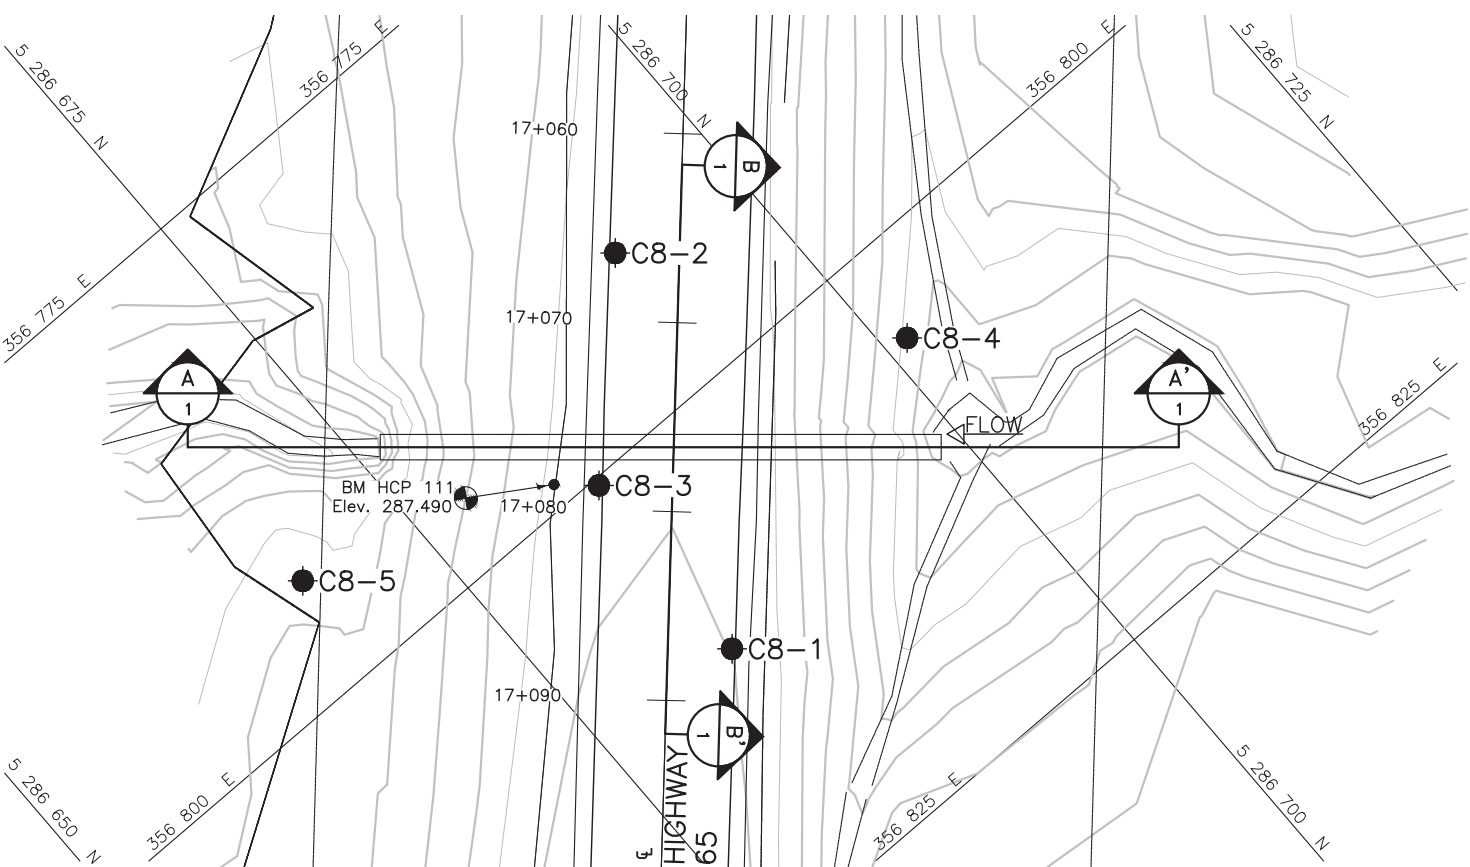 5 286 675 N
356 775 E
5 286 700 N
356 800 E
5 286 725 N
17+060
B
1
C8-2
356 775 E
17+070
C8-4
A
1
A'
1
356 825 E
FLOW
BM HCP 111
Elev. 287.490
C8-3
17+080
C8-5
C8-1
17+090
B'
1
5 286 650 N
356 800 E
HIGHWAY
65
℄
356 825 E
5 286 700 N